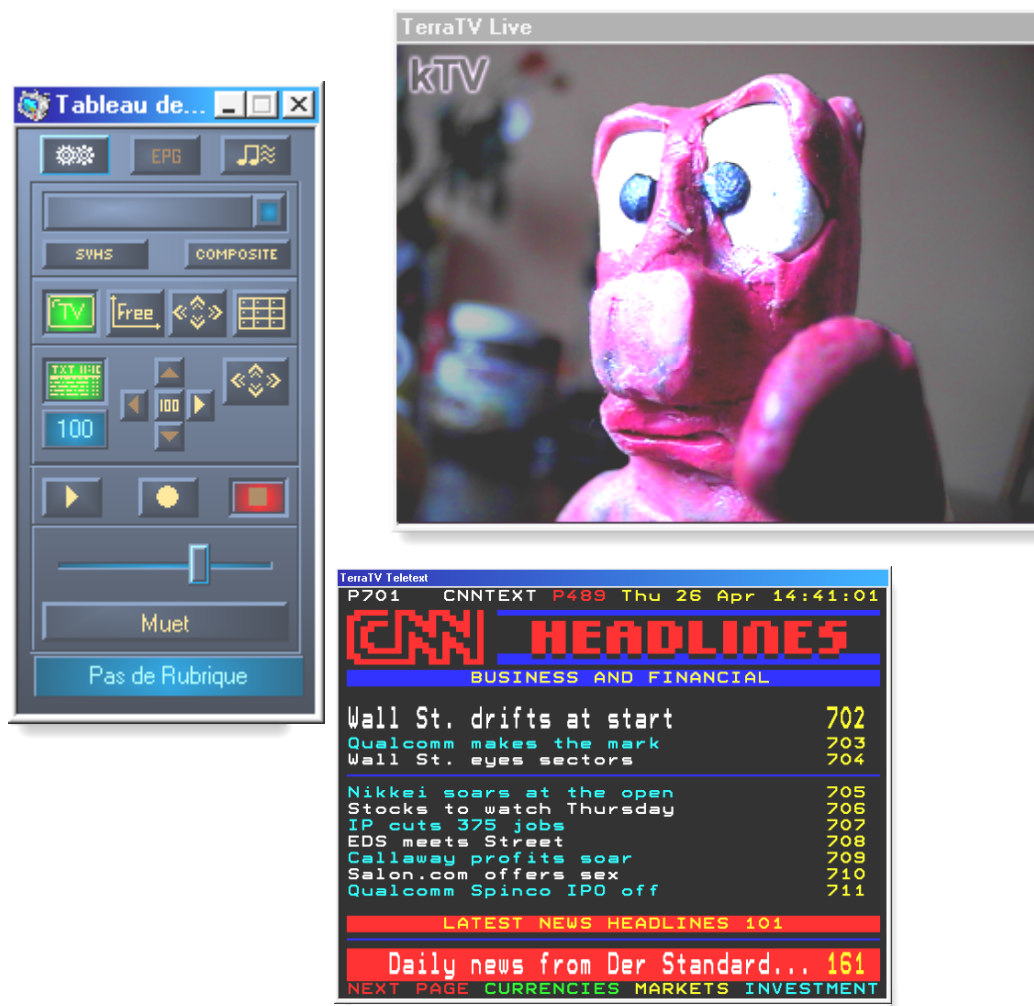 TerraTV Live
kTV
Tableau de...
EPG
SVHS COMPOSITE
TV Free
TXT
100
100
Muet
Pas de Rubrique
TerraTV Teletext
P701 CNNTEXT P489 Thu 26 Apr 14:41:01
CNN HEADLINES
BUSINESS AND FINANCIAL
Wall St. drifts at start 702
Qualcomm makes the mark 703
Wall St. eyes sectors 704
Nikkei soars at the open 705
Stocks to watch Thursday 706
IP cuts 375 jobs 707
EDS meets Street 708
Callaway profits soar 709
Salon.com offers sex 710
Qualcomm Spinco IPO off 711
LATEST NEWS HEADLINES 101
Daily news from Der Standard... 161
NEXT PAGE CURRENCIES MARKETS INVESTMENT